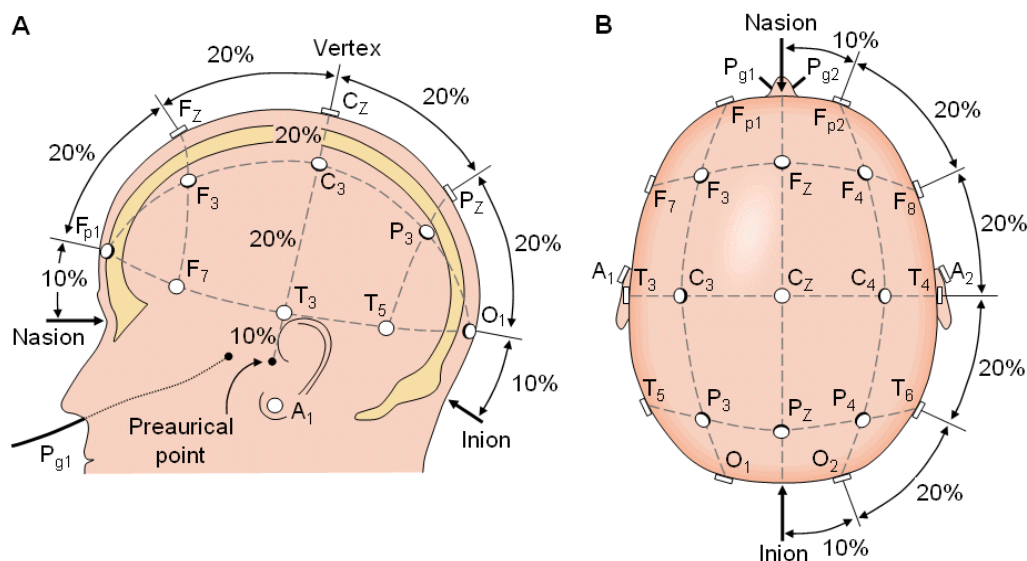 A
Vertex
20%
20%
FZ
CZ
20%
20%
20%
F3
C3
PZ
Fp1
P3
20%
20%
10%
F7
T3
T5
O1
Nasion
10%
10%
A1
Preaurical
point
Inion
Pg1
B
Nasion
10%
Pg1
Pg2
Fp1
Fp2
20%
F7
F3
FZ
F4
F8
20%
A1
T3
C3
CZ
C4
T4
A2
20%
T5
P3
PZ
P4
T6
O1
O2
20%
10%
Inion